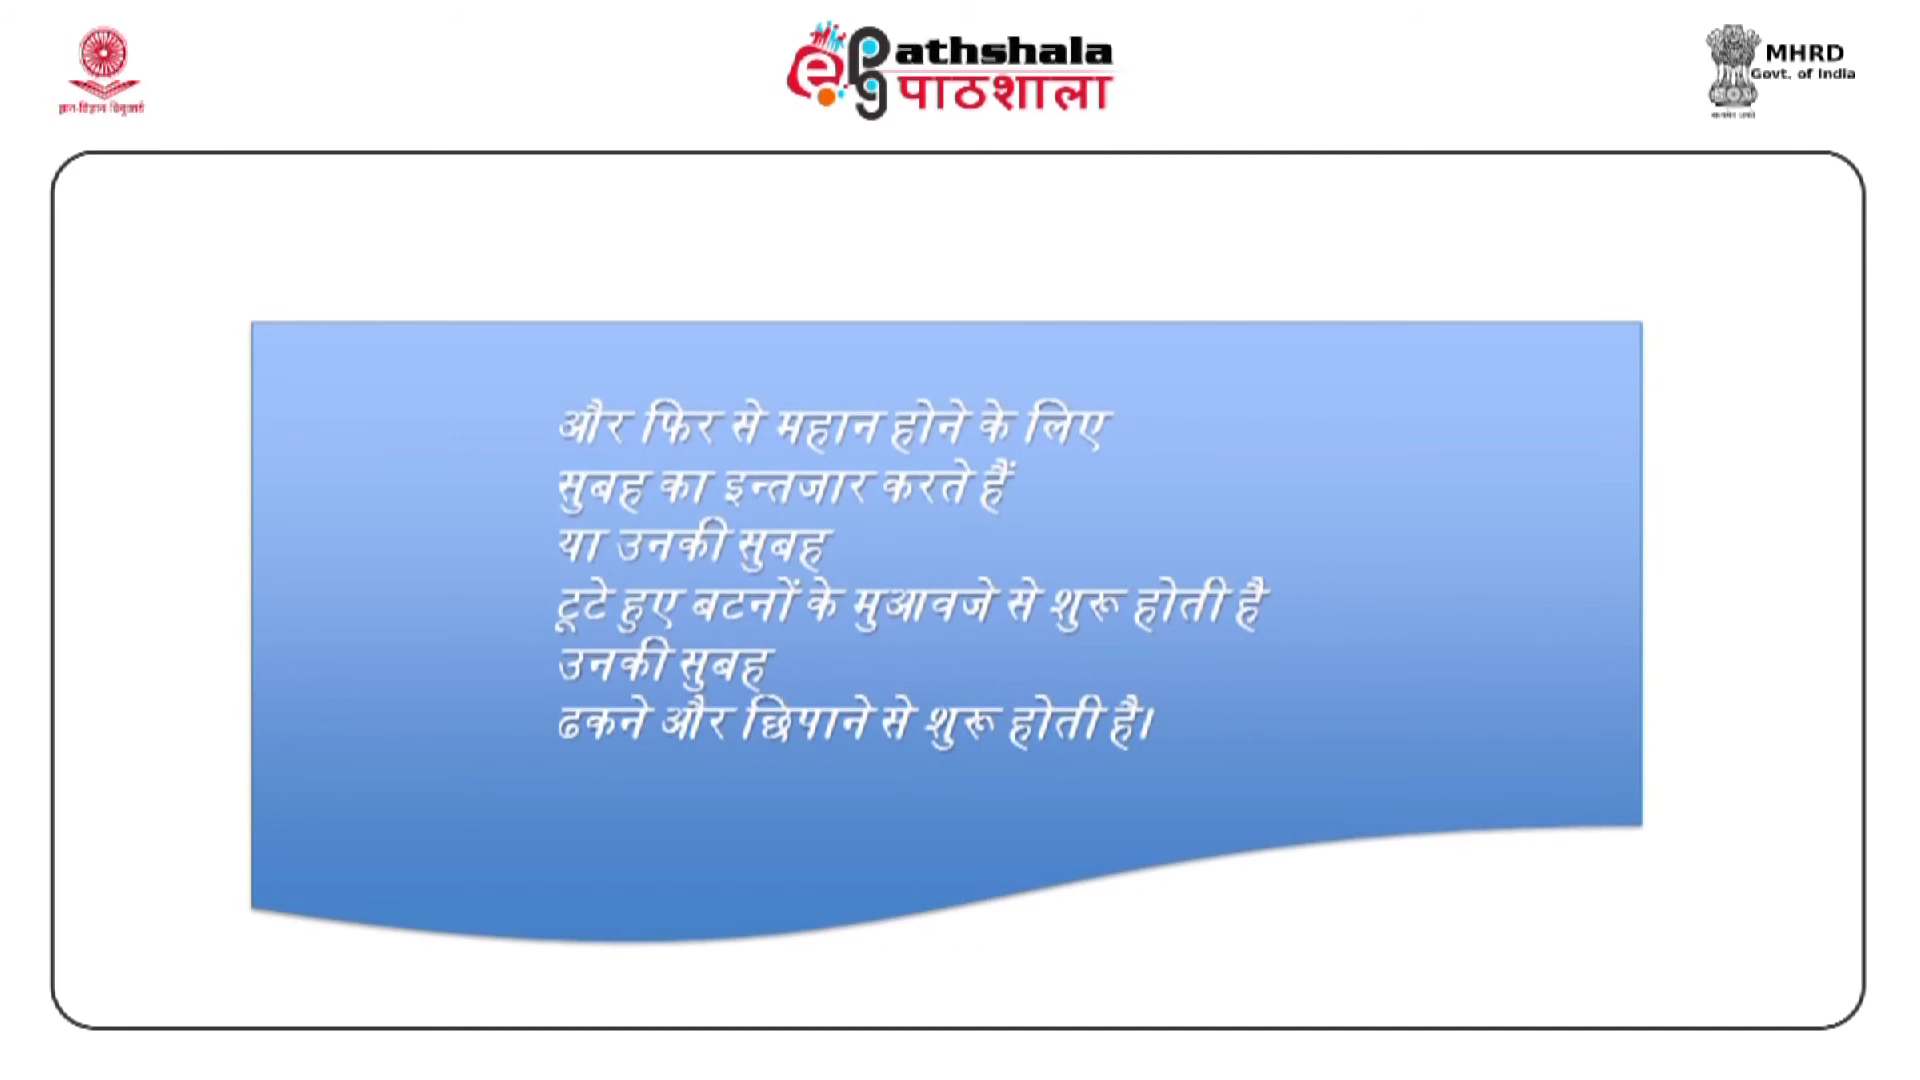 ज्ञान-विज्ञान विमुक्तये
ePathshala
पाठशाला
MHRD
Govt. of India
और फिर से महान होने के लिए
सुबह का इन्तजार करते हैं
या उनकी सुबह
टूटे हुए बटनों के मुआवजे से शुरू होती है
उनकी सुबह
ढकने और छिपाने से शुरू होती है।